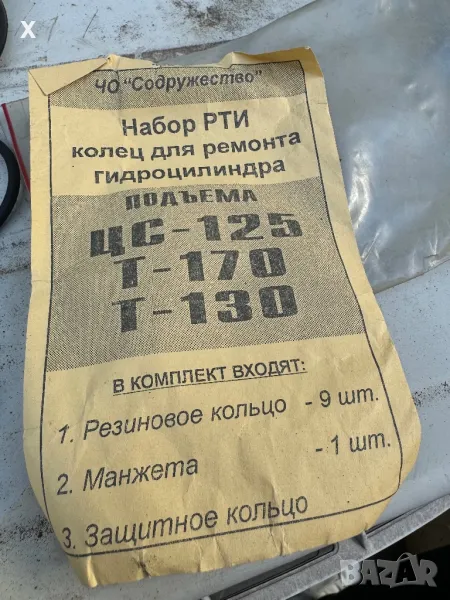 ЧО "Содружество"
Набор РТИ
колец для ремонта
гидроцилиндра
ПОДЪЕМА
ЦС-125
Т-170
Т-130
В КОМПЛЕКТ ВХОДЯТ:
1. Резиновое кольцо - 9 шт.
2. Манжета - 1 шт.
3. Защитное кольцо
X
BAZAR